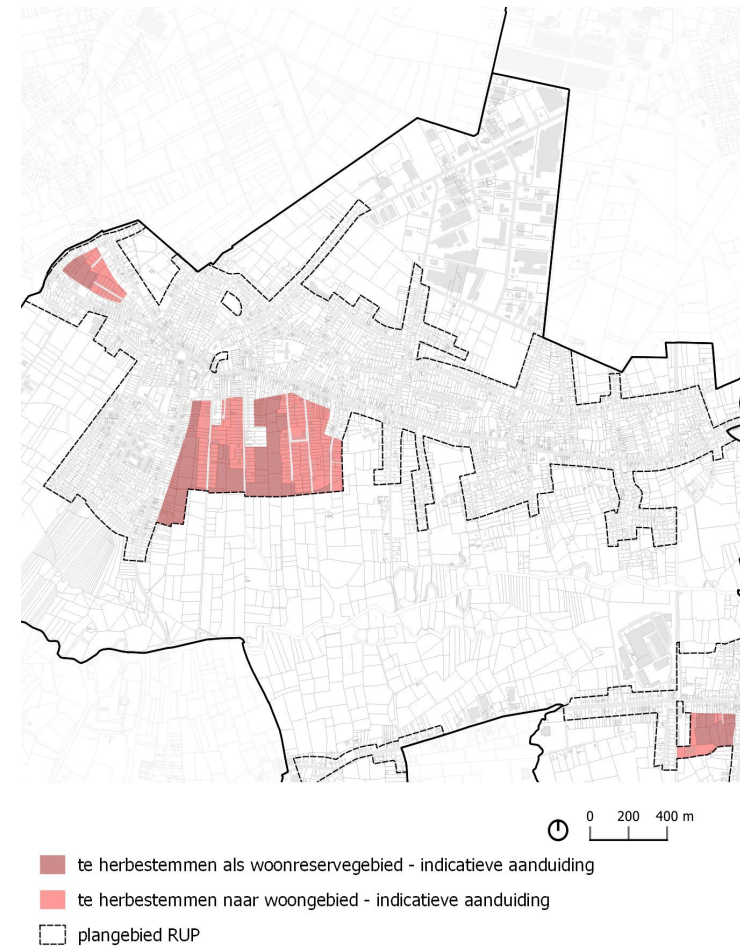 0 200 400 m
te herbestemmen als woonreservegebied - indicatieve aanduiding
te herbestemmen naar woongebied - indicatieve aanduiding
plangebied RUP